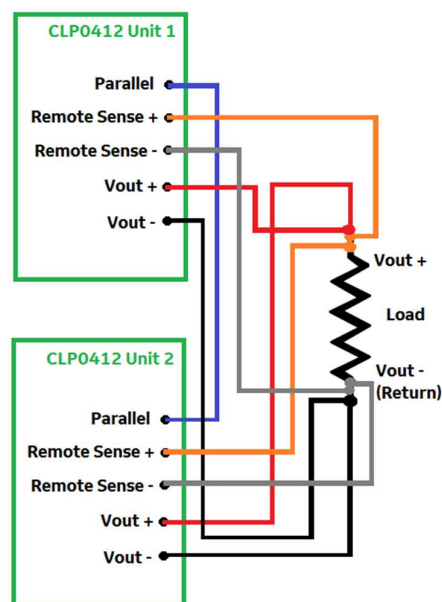 CLP0412 Unit 1
Parallel
Remote Sense +
Remote Sense -
Vout +
Vout -
Vout +
Load
Vout -
(Return)
CLP0412 Unit 2
Parallel
Remote Sense +
Remote Sense -
Vout +
Vout -